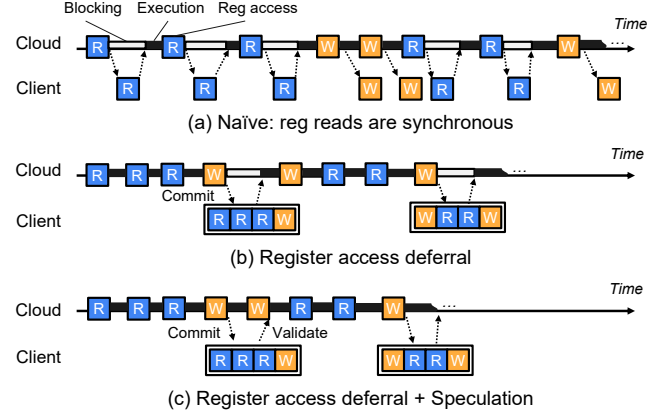 Blocking Execution Reg access
Time
Cloud R R R W W R R W ...
Client R R R W W R R W
(a) Naïve: reg reads are synchronous
Time
Cloud R R R W W R R W ...
Commit
Client R R R W W R R W
(b) Register access deferral
Time
Cloud R R R W W R R W ...
Commit Validate
Client R R R W W R R W
(c) Register access deferral + Speculation